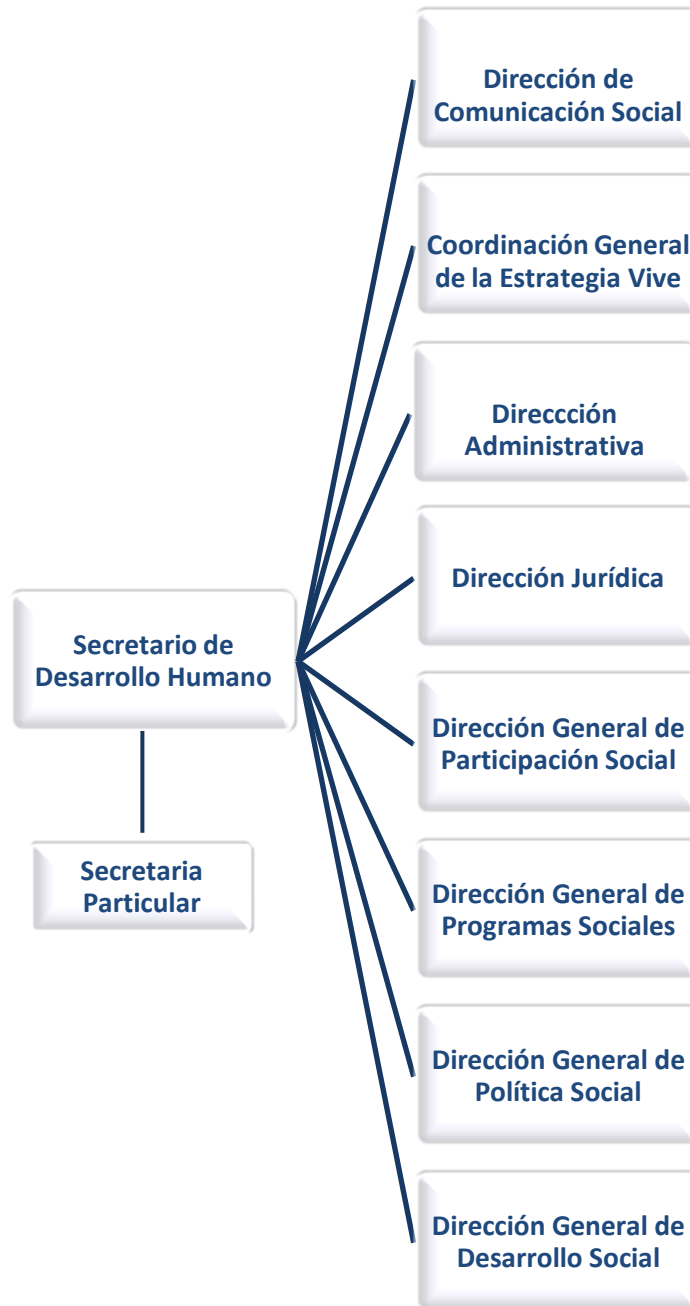 Dirección de
Comunicación Social
Coordinación General
de la Estrategia Vive
Direccción
Administrativa
Dirección Jurídica
Secretario de
Desarrollo Humano
Dirección General de
Participación Social
Secretaria
Particular
Dirección General de
Programas Sociales
Dirección General de
Política Social
Dirección General de
Desarrollo Social